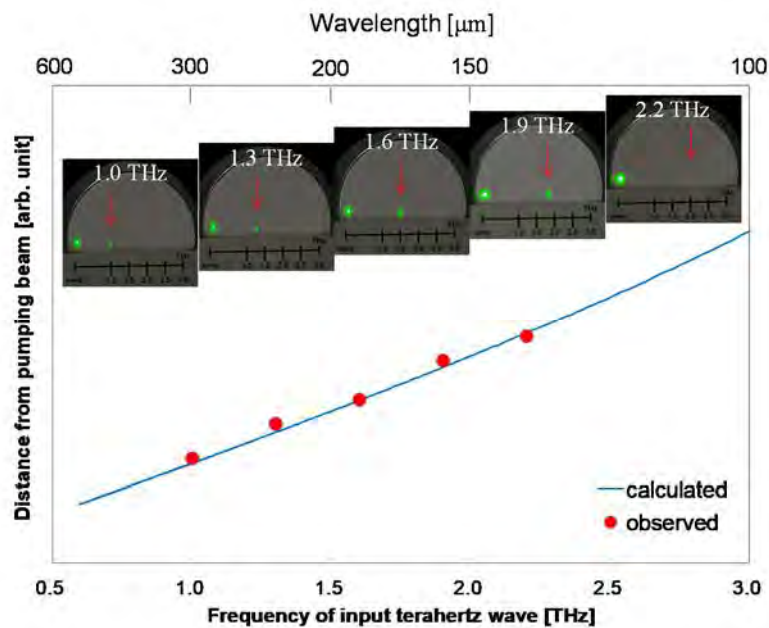 Wavelength [μm]
600 300 200 150 100
1.0 THz
1.3 THz
1.6 THz
1.9 THz
2.2 THz
Distance from pumping beam [arb. unit]
calculated
observed
0.5 1.0 1.5 2.0 2.5 3.0
Frequency of input terahertz wave [THz]